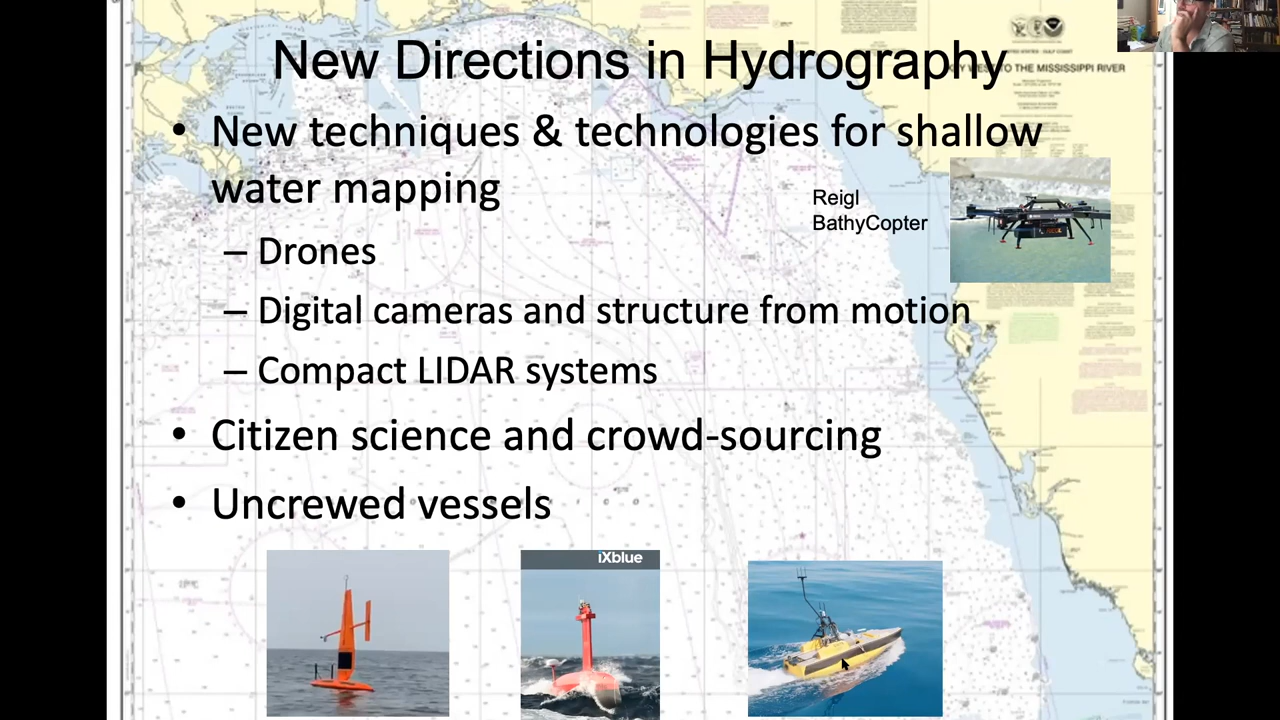 New Directions in Hydrography
TO THE MISSISSIPPI RIVER
• New techniques & technologies for shallow
water mapping
Reigl
BathyCopter
– Drones
– Digital cameras and structure from motion
– Compact LIDAR systems
• Citizen science and crowd-sourcing
• Uncrewed vessels
iXblue